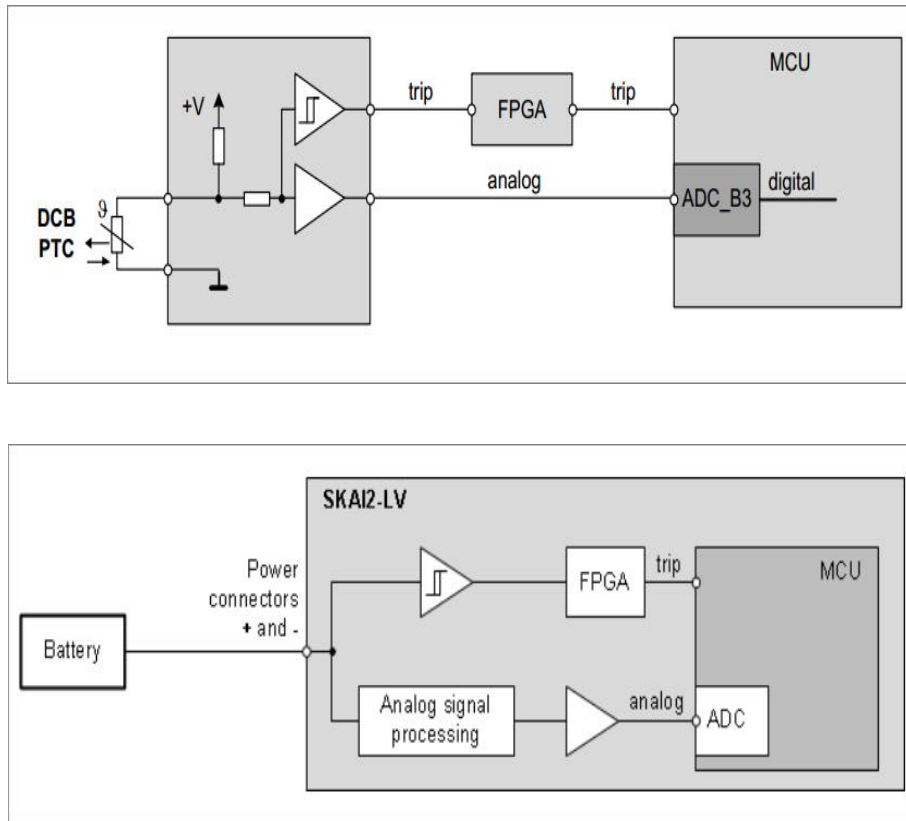 MCU
+V
trip
FPGA
trip
analog
ADC_B3
digital
ϑ
DCB
PTC
SKAI2-LV
Power
connectors
+ and -
Battery
FPGA
trip
MCU
Analog signal
processing
analog
ADC